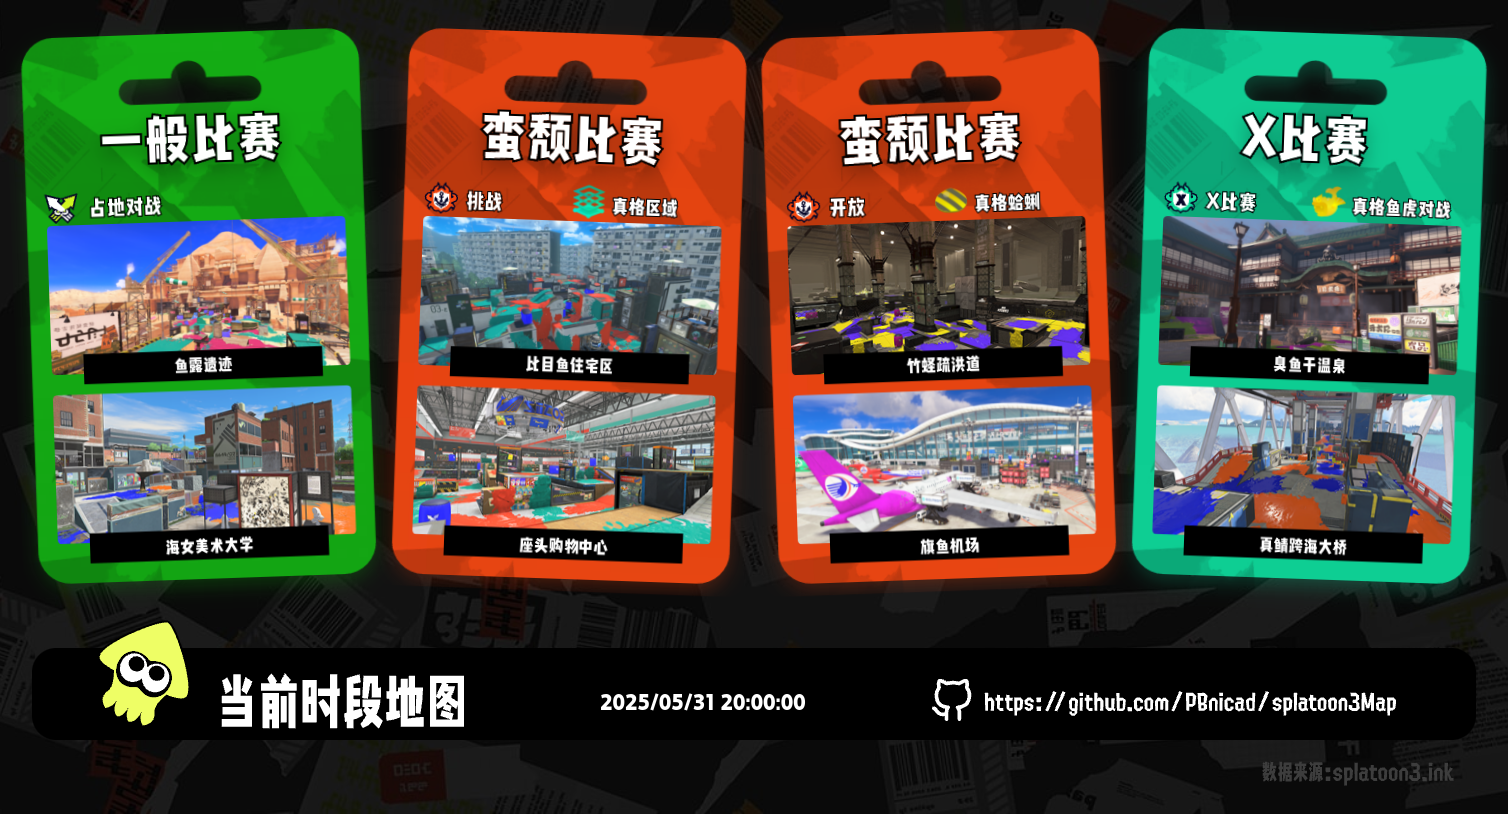 一般比赛
占地对战
鱼露遗迹
海女美术大学
蛮颓比赛
挑战
真格区域
比目鱼住宅区
座头购物中心
蛮颓比赛
开放
真格蛤蜊
竹蛏疏洪道
旗鱼机场
X比赛
X比赛
真格鱼虎对战
臭鱼干温泉
真鲭跨海大桥
当前时段地图
2025/05/31 20:00:00
https://github.com/PBnicad/splatoon3Map
数据来源:splatoon3.ink